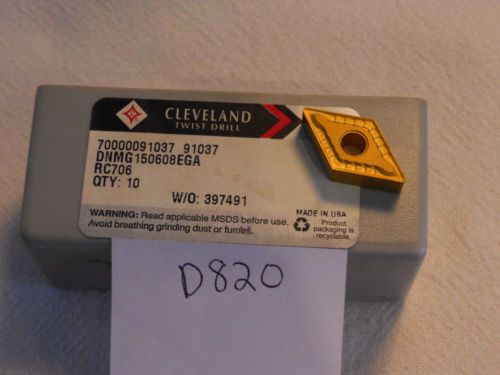 CLEVELAND
TWIST DRILL
70000091037 91037
DNMG150608EGA
RC706
QTY: 10
W/O: 397491
MADE IN USA
WARNING: Read applicable MSDS before use.
Avoid breathing grinding dust or fumes.
Product
packaging is
recyclable.
D820